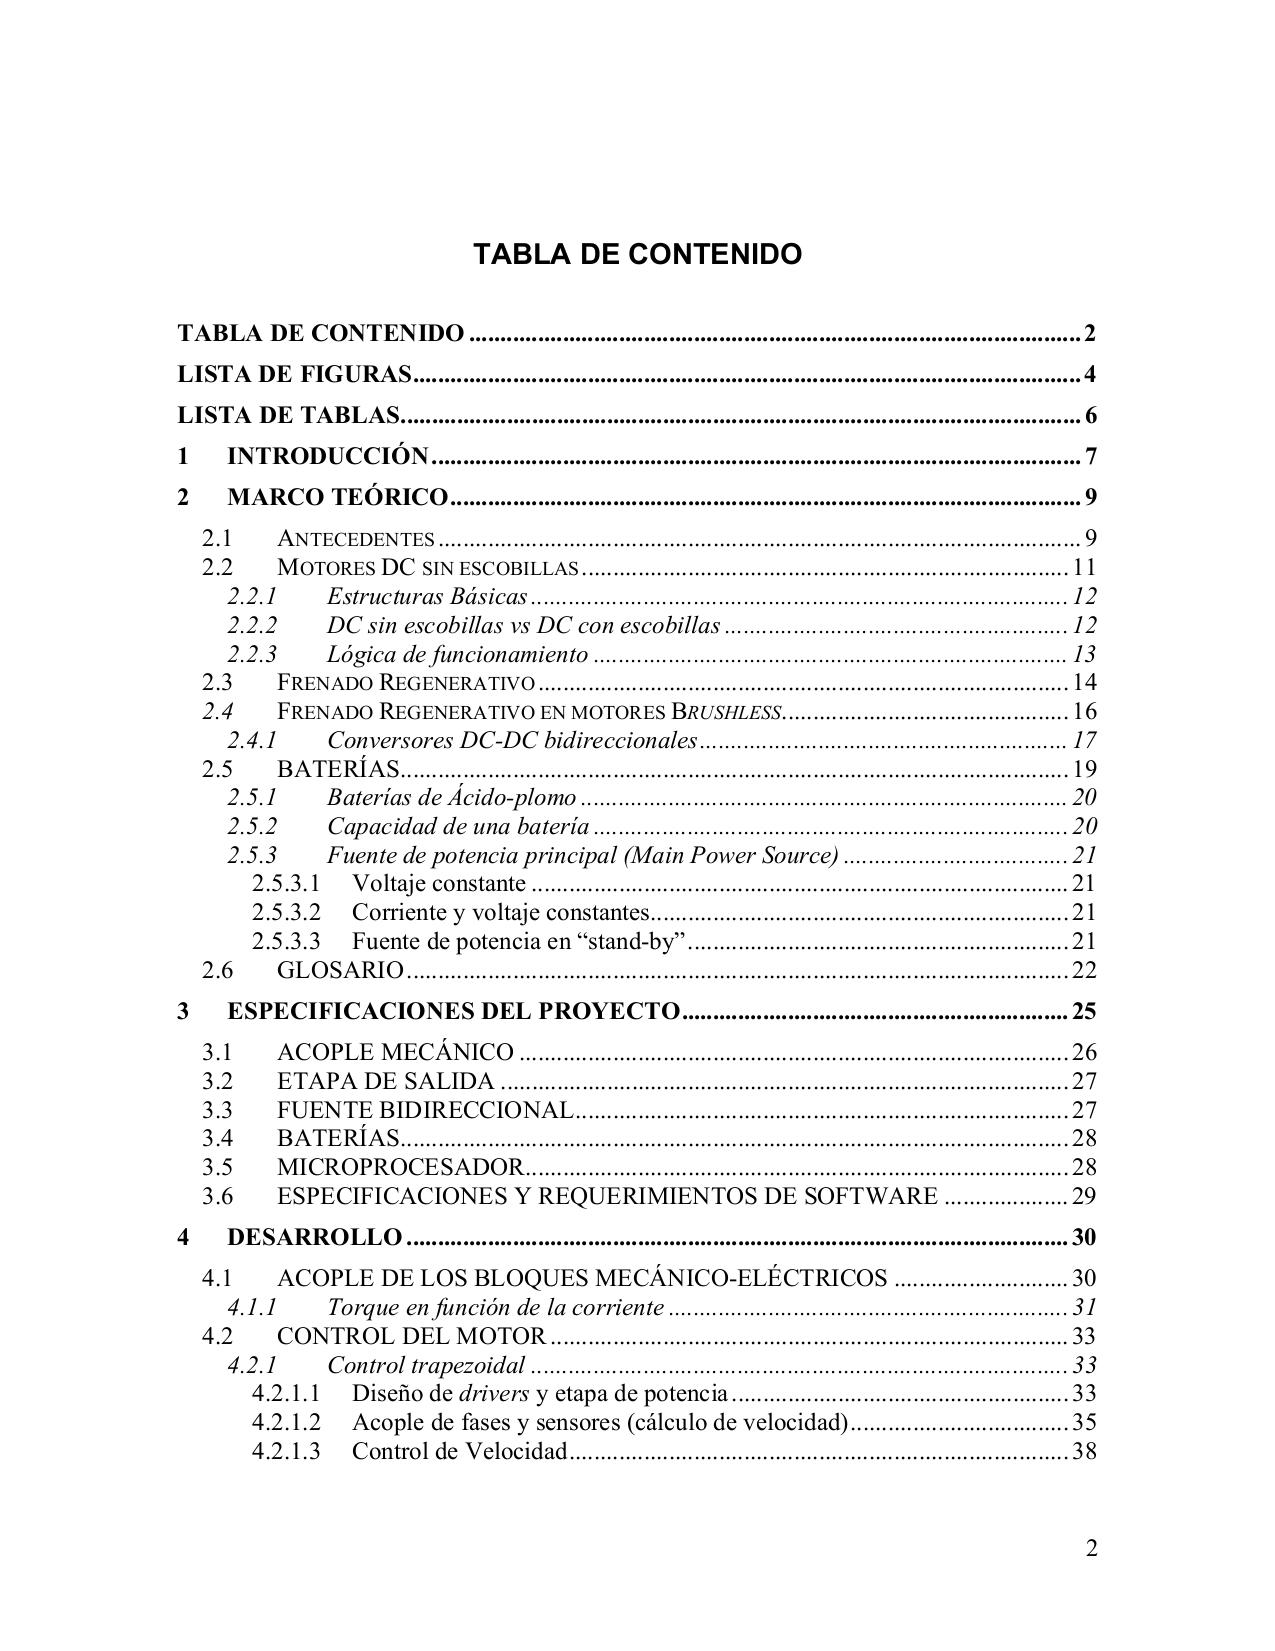 TABLA DE CONTENIDO
TABLA DE CONTENIDO ........ 2
LISTA DE FIGURAS ........ 4
LISTA DE TABLAS ........ 6
1 INTRODUCCIÓN ........ 7
2 MARCO TEÓRICO ........ 9
2.1 ANTECEDENTES ........ 9
2.2 MOTORES DC SIN ESCOBILLAS ........ 11
2.2.1 Estructuras Básicas ........ 12
2.2.2 DC sin escobillas vs DC con escobillas ........ 12
2.2.3 Lógica de funcionamiento ........ 13
2.3 FRENADO REGENERATIVO ........ 14
2.4 FRENADO REGENERATIVO EN MOTORES BRUSHLESS ........ 16
2.4.1 Conversores DC-DC bidireccionales ........ 17
2.5 BATERÍAS ........ 19
2.5.1 Baterías de Ácido-plomo ........ 20
2.5.2 Capacidad de una batería ........ 20
2.5.3 Fuente de potencia principal (Main Power Source) ........ 21
2.5.3.1 Voltaje constante ........ 21
2.5.3.2 Corriente y voltaje constantes ........ 21
2.5.3.3 Fuente de potencia en “stand-by” ........ 21
2.6 GLOSARIO ........ 22
3 ESPECIFICACIONES DEL PROYECTO ........ 25
3.1 ACOPLE MECÁNICO ........ 26
3.2 ETAPA DE SALIDA ........ 27
3.3 FUENTE BIDIRECCIONAL ........ 27
3.4 BATERÍAS ........ 28
3.5 MICROPROCESADOR ........ 28
3.6 ESPECIFICACIONES Y REQUERIMIENTOS DE SOFTWARE ........ 29
4 DESARROLLO ........ 30
4.1 ACOPLE DE LOS BLOQUES MECÁNICO-ELÉCTRICOS ........ 30
4.1.1 Torque en función de la corriente ........ 31
4.2 CONTROL DEL MOTOR ........ 33
4.2.1 Control trapezoidal ........ 33
4.2.1.1 Diseño de drivers y etapa de potencia ........ 33
4.2.1.2 Acople de fases y sensores (cálculo de velocidad) ........ 35
4.2.1.3 Control de Velocidad ........ 38
2